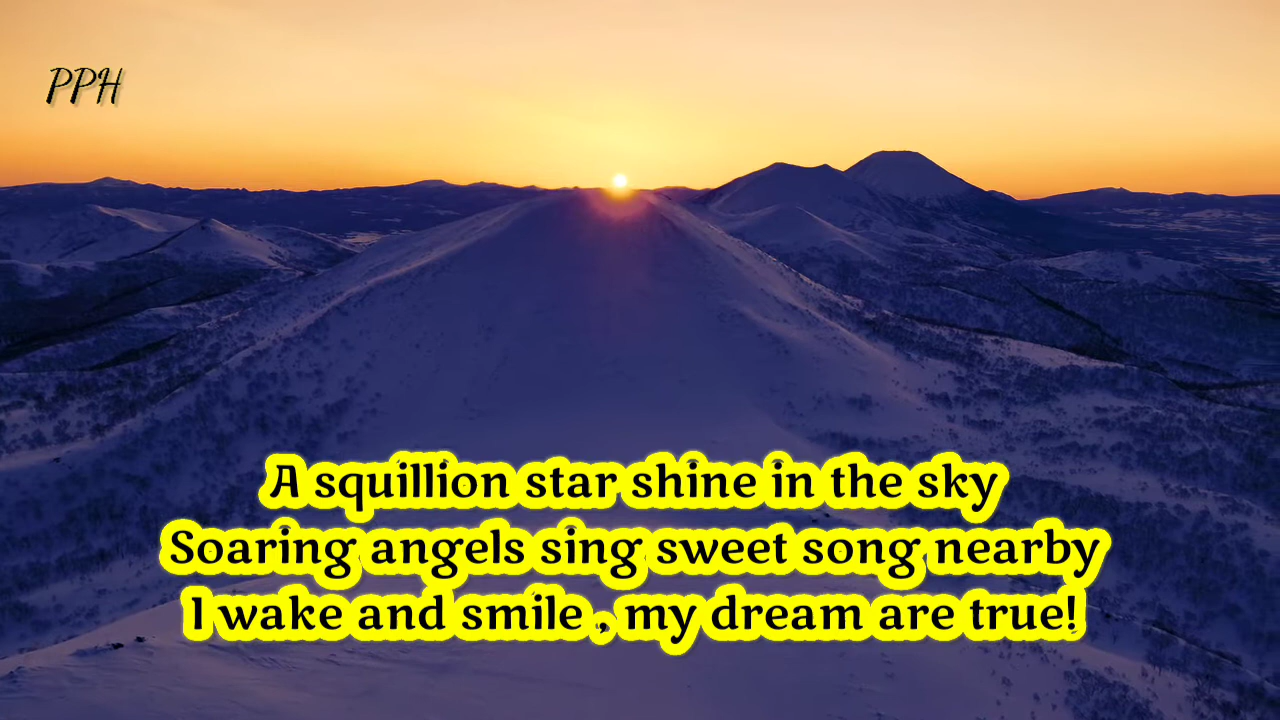 PPH
A squillion star shine in the sky
Soaring angels sing sweet song nearby
I wake and smile , my dream are true!